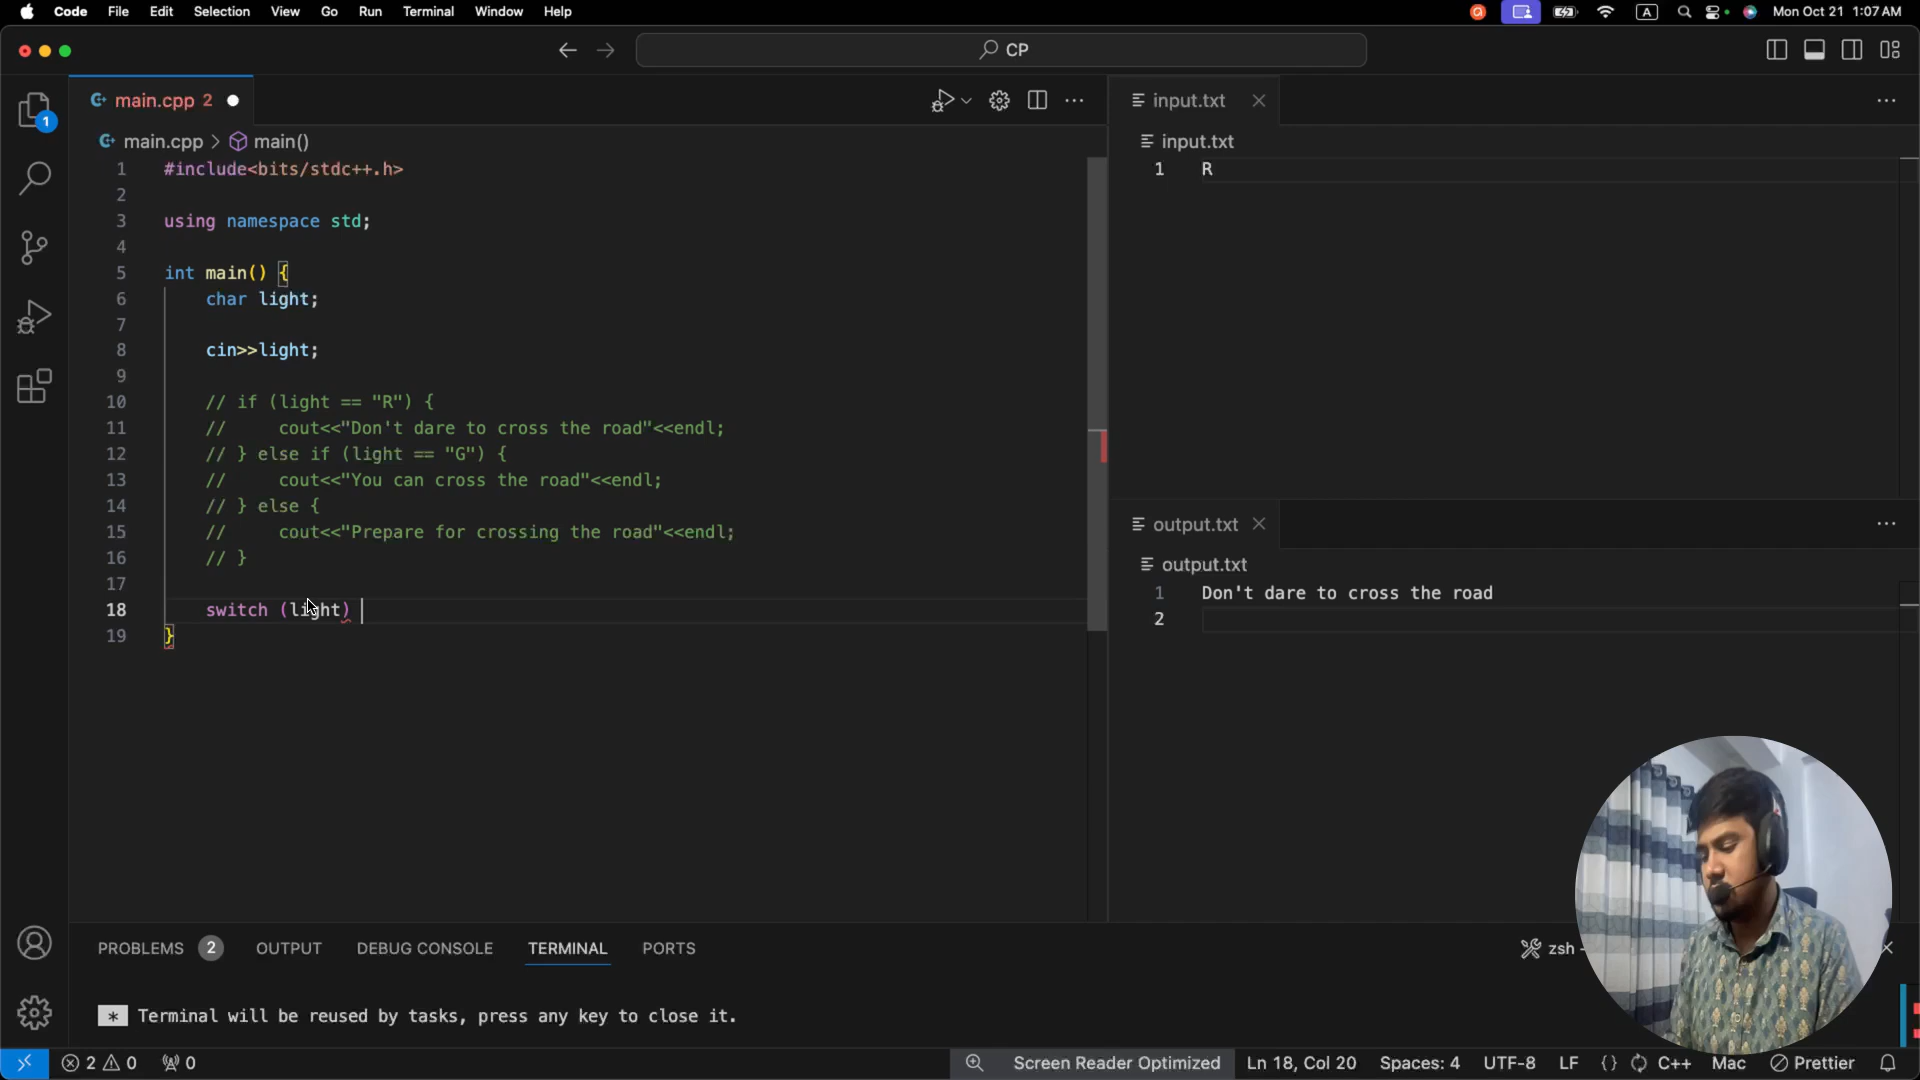 Code File Edit Selection View Go Run Terminal Window Help
A Mon Oct 21 1:07 AM
CP
main.cpp 2
main.cpp > main()
1 #include<bits/stdc++.h>
2
3 using namespace std;
4
5 int main() {
6 char light;
7
8 cin>>light;
9
10 // if (light == "R") {
11 // cout<<"Don't dare to cross the road"<<endl;
12 // } else if (light == "G") {
13 // cout<<"You can cross the road"<<endl;
14 // } else {
15 // cout<<"Prepare for crossing the road"<<endl;
16 // }
17
18 switch (light)
19 }
1
input.txt
input.txt
1 R
output.txt
output.txt
1 Don't dare to cross the road
2
PROBLEMS 2 OUTPUT DEBUG CONSOLE TERMINAL PORTS
zsh -
* Terminal will be reused by tasks, press any key to close it.
2 0 0 Screen Reader Optimized Ln 18, Col 20 Spaces: 4 UTF-8 LF {} C++ Mac Prettier